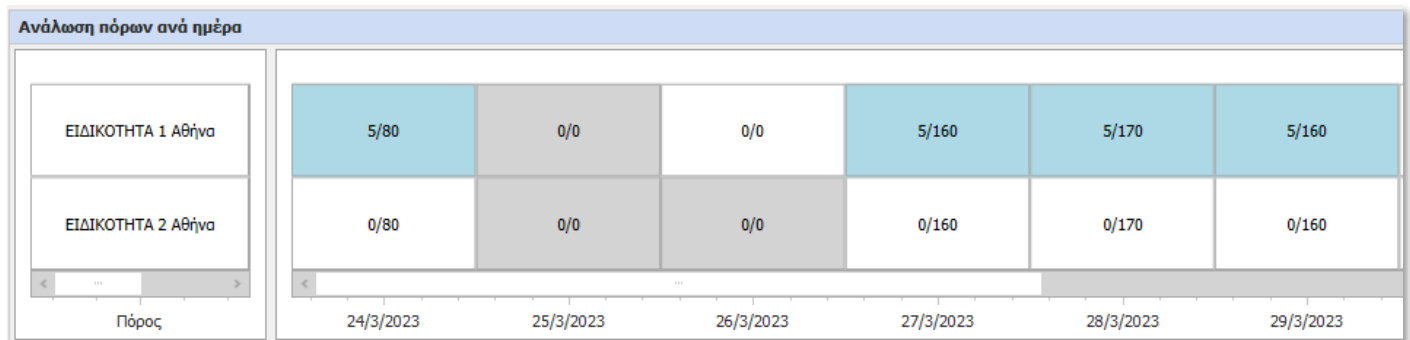 Ανάλωση πόρων ανά ημέρα
ΕΙΔΙΚΟΤΗΤΑ 1 Αθήνα 5/80 0/0 0/0 5/160 5/170 5/160
ΕΙΔΙΚΟΤΗΤΑ 2 Αθήνα 0/80 0/0 0/0 0/160 0/170 0/160
Πόρος 24/3/2023 25/3/2023 26/3/2023 27/3/2023 28/3/2023 29/3/2023